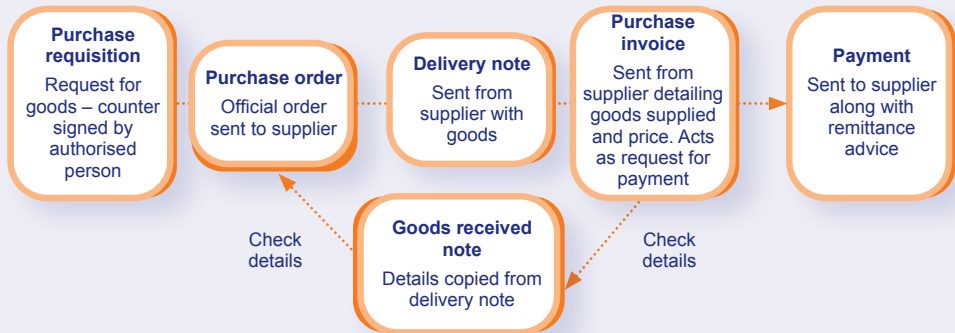 Purchase
requisition
Request for
goods – counter
signed by
authorised
person
Purchase order
Official order
sent to supplier
Delivery note
Sent from
supplier with
goods
Purchase
invoice
Sent from
supplier detailing
goods supplied
and price. Acts
as request for
payment
Payment
Sent to supplier
along with
remittance
advice
Check
details
Goods received
note
Details copied from
delivery note
Check
details